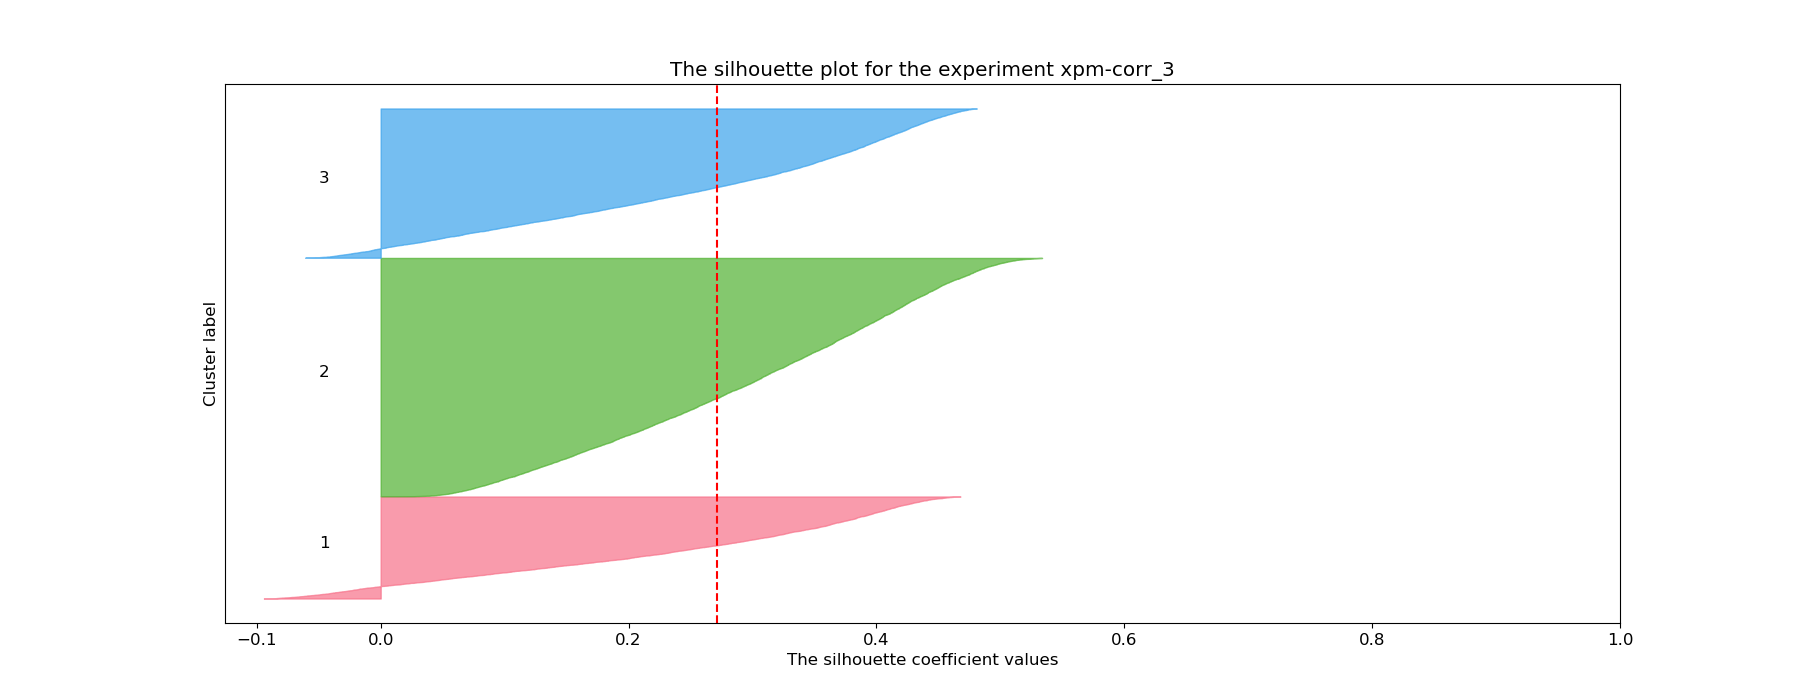 The silhouette plot for the experiment xpm-corr_3
3
2
1
Cluster label
−0.1 0.0 0.2 0.4 0.6 0.8 1.0
The silhouette coefficient values